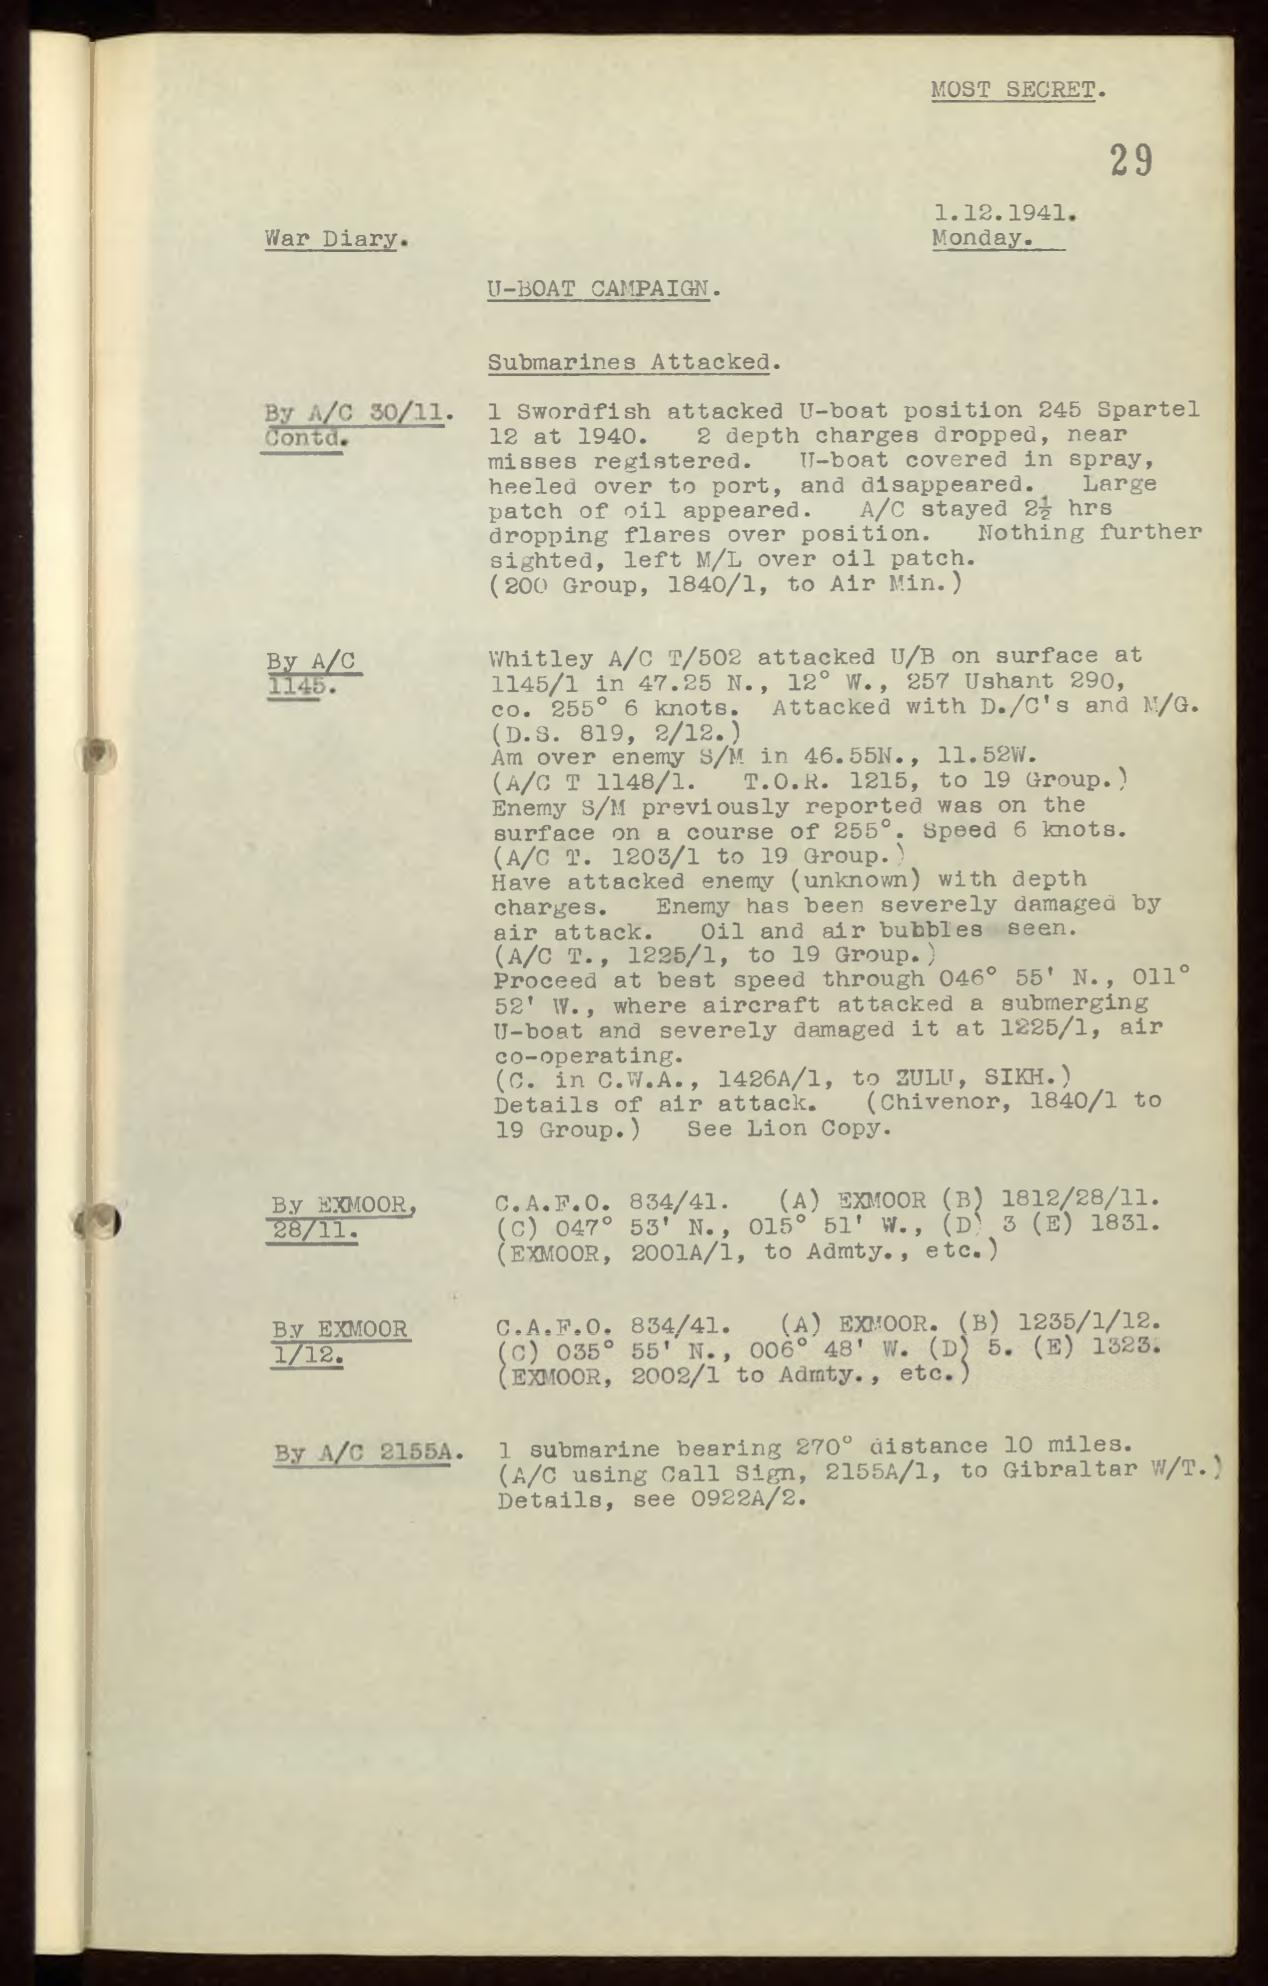 MOST SECRET.
29
1.12.1941.
War Diary.
Monday.
U-BOAT CAMPAIGN.
Submarines Attacked.
By A/C 30/11.
Contd.
1 Swordfish attacked U-boat position 245 Spartel
12 at 1940. 2 depth charges dropped, near
misses registered. U-boat covered in spray,
heeled over to port, and disappeared. Large
patch of oil appeared. A/C stayed 2½ hrs
dropping flares over position. Nothing further
sighted, left M/L over oil patch.
(200 Group, 1840/1, to Air Min.)
By A/C
1145.
Whitley A/C T/502 attacked U/B on surface at
1145/1 in 47.25 N., 12° W., 257 Ushant 290,
co. 255° 6 knots. Attacked with D./C's and M/G.
(D.S. 819, 2/12.)
Am over enemy S/M in 46.55N., 11.52W.
(A/C T 1148/1. T.O.R. 1215, to 19 Group.)
Enemy S/M previously reported was on the
surface on a course of 255°. Speed 6 knots.
(A/C T. 1203/1 to 19 Group.)
Have attacked enemy (unknown) with depth
charges. Enemy has been severely damaged by
air attack. Oil and air bubbles seen.
(A/C T., 1225/1, to 19 Group.)
Proceed at best speed through 046° 55' N., 011°
52' W., where aircraft attacked a submerging
U-boat and severely damaged it at 1225/1, air
co-operating.
(C. in C.W.A., 1426A/1, to ZULU, SIKH.)
Details of air attack. (Chivenor, 1840/1 to
19 Group.) See Lion Copy.
By EXMOOR,
28/11.
C.A.F.O. 834/41. (A) EXMOOR (B) 1812/28/11.
(C) 047° 53' N., 015° 51' W., (D) 3 (E) 1831.
(EXMOOR, 2001A/1, to Admty., etc.)
By EXMOOR
1/12.
C.A.F.O. 834/41. (A) EXMOOR. (B) 1235/1/12.
(C) 035° 55' N., 006° 48' W. (D) 5. (E) 1323.
(EXMOOR, 2002/1 to Admty., etc.)
By A/C 2155A.
1 submarine bearing 270° distance 10 miles.
(A/C using Call Sign, 2155A/1, to Gibraltar W/T.)
Details, see 0922A/2.